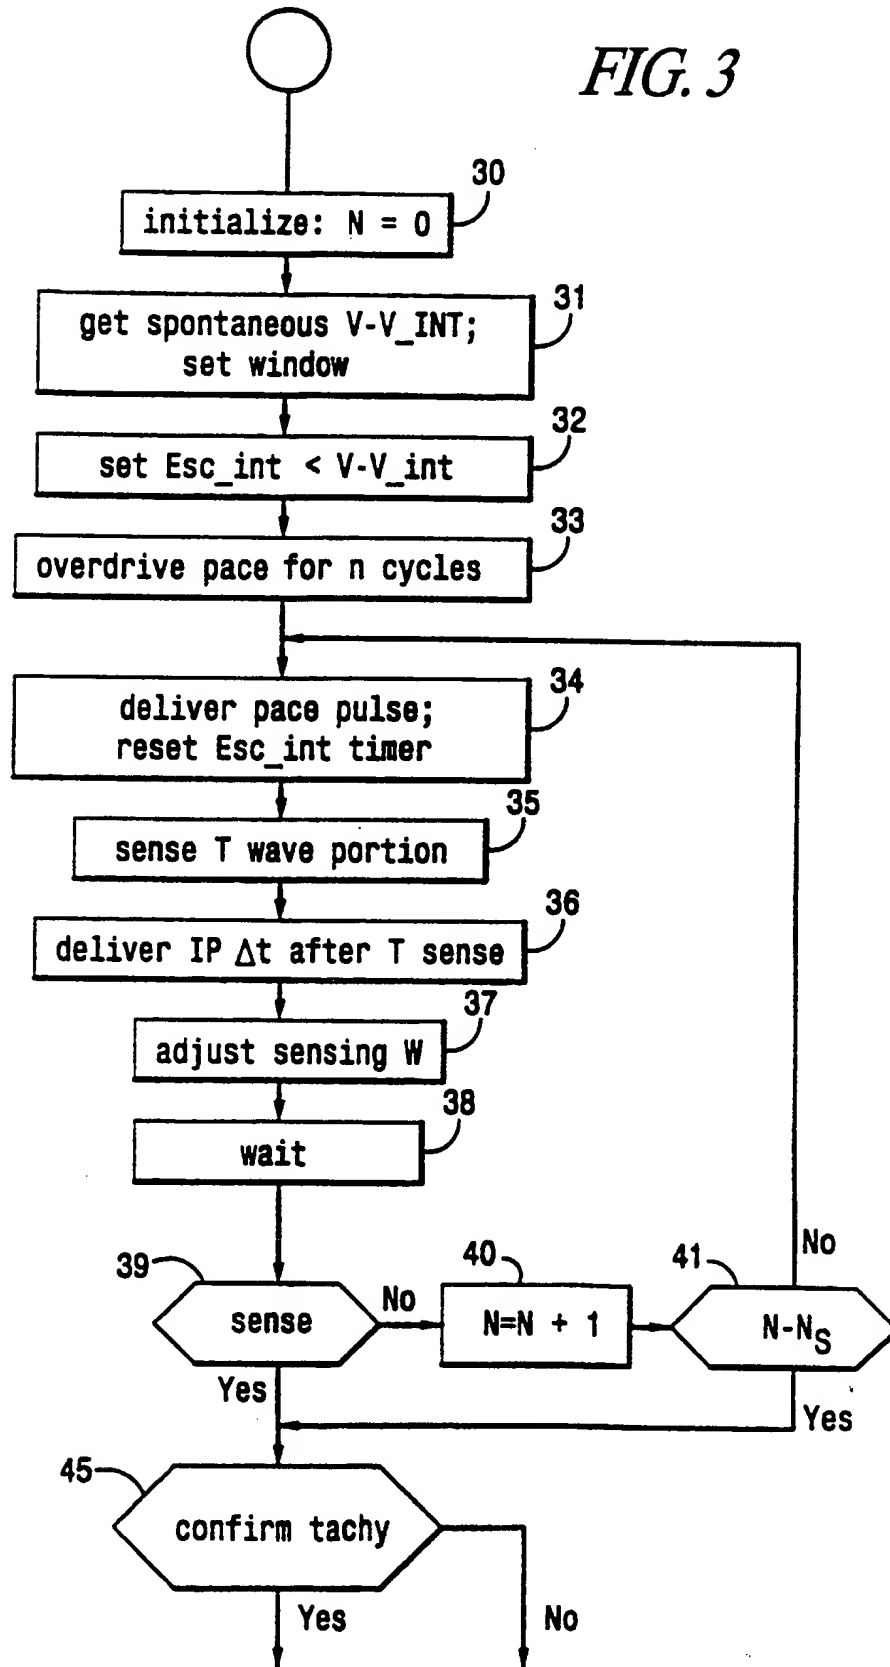 FIG. 3
30
initialize: N = 0
31
get spontaneous V-V_INT;
set window
32
set Esc_int < V-V_int
33
overdrive pace for n cycles
34
deliver pace pulse;
reset Esc_int timer
35
sense T wave portion
36
deliver IP Δt after T sense
37
adjust sensing W
38
wait
39
sense
No
40
N=N + 1
41
N-N_S
No
Yes
Yes
45
confirm tachy
Yes
No